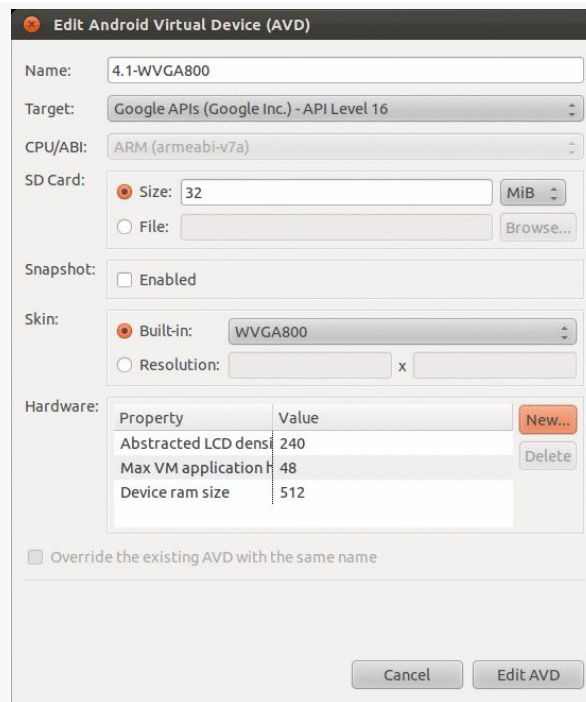 Edit Android Virtual Device (AVD)
Name: 4.1-WVGA800
Target: Google APIs (Google Inc.) - API Level 16
CPU/ABI: ARM (armeabi-v7a)
SD Card:
Size: 32 MiB
File: Browse...
Snapshot:
Enabled
Skin:
Built-in: WVGA800
Resolution: x
Hardware:
Property Value New...
Abstracted LCD densi 240
Max VM application h 48 Delete
Device ram size 512
Override the existing AVD with the same name
Cancel Edit AVD